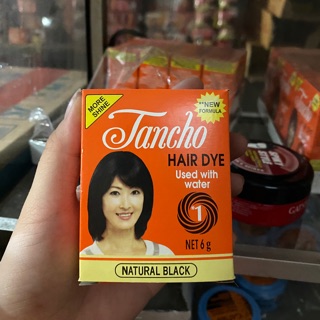 MORE
SHINE
"NEW
FORMULA
Tancho
HAIR DYE
Used with
water
1
NET 6 g
NATURAL BLACK